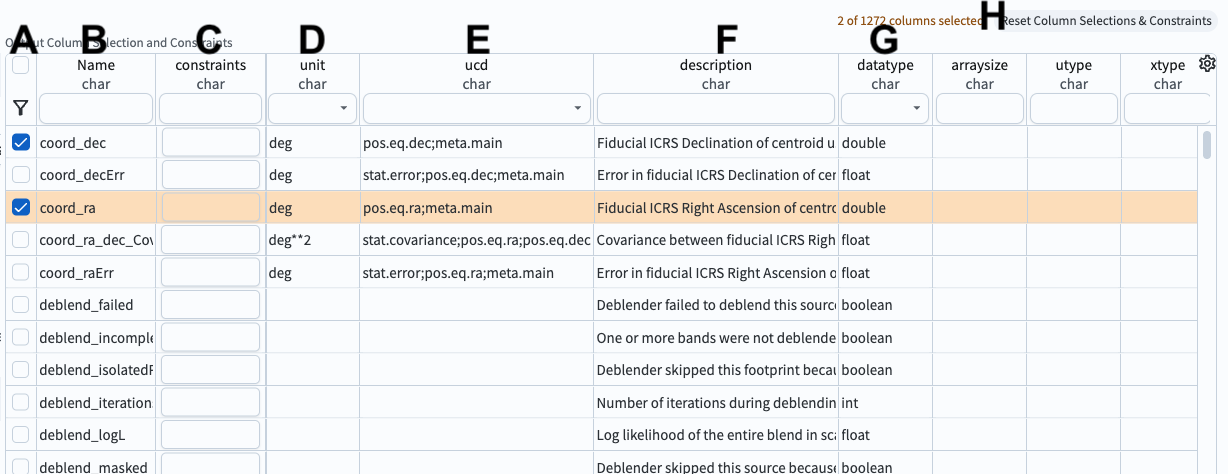 2 of 1272 columns selected H Reset Column Selections & Constraints
A B C D E F G
Output Column Selection and Constraints
Name constraints unit ucd description datatype arraysize utype xtype
char char char char char char char char char
coord_dec deg pos.eq.dec;meta.main Fiducial ICRS Declination of centroid u double
coord_decErr deg stat.error;pos.eq.dec;meta.main Error in fiducial ICRS Declination of cer float
coord_ra deg pos.eq.ra;meta.main Fiducial ICRS Right Ascension of centro double
coord_ra_dec_Cov deg**2 stat.covariance;pos.eq.ra;pos.eq.dec Covariance between fiducial ICRS Righ float
coord_raErr deg stat.error;pos.eq.ra;meta.main Error in fiducial ICRS Right Ascension o float
deblend_failed Deblender failed to deblend this source boolean
deblend_incomple One or more bands were not deblende boolean
deblend_isolatedF Deblender skipped this footprint becau boolean
deblend_iteration Number of iterations during deblendin int
deblend_logL Log likelihood of the entire blend in sca float
deblend_masked Deblender skipped this source because boolean